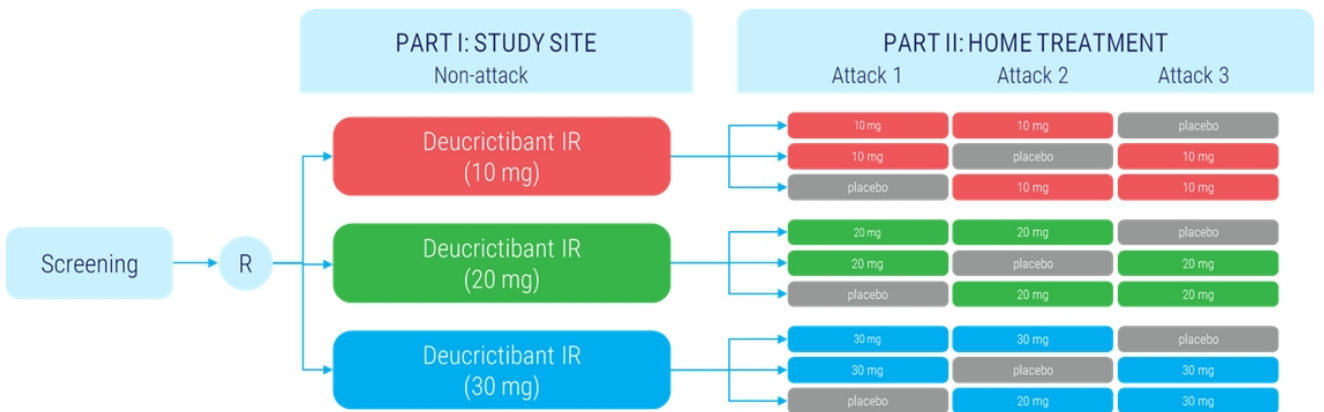 PART I: STUDY SITE
Non-attack
PART II: HOME TREATMENT
Attack 1 Attack 2 Attack 3
Screening
R
Deucrictibant IR
(10 mg)
10 mg 10 mg placebo
10 mg placebo 10 mg
placebo 10 mg 10 mg
Deucrictibant IR
(20 mg)
20 mg 20 mg placebo
20 mg placebo 20 mg
placebo 20 mg 20 mg
Deucrictibant IR
(30 mg)
30 mg 30 mg placebo
30 mg placebo 30 mg
placebo 20 mg 30 mg